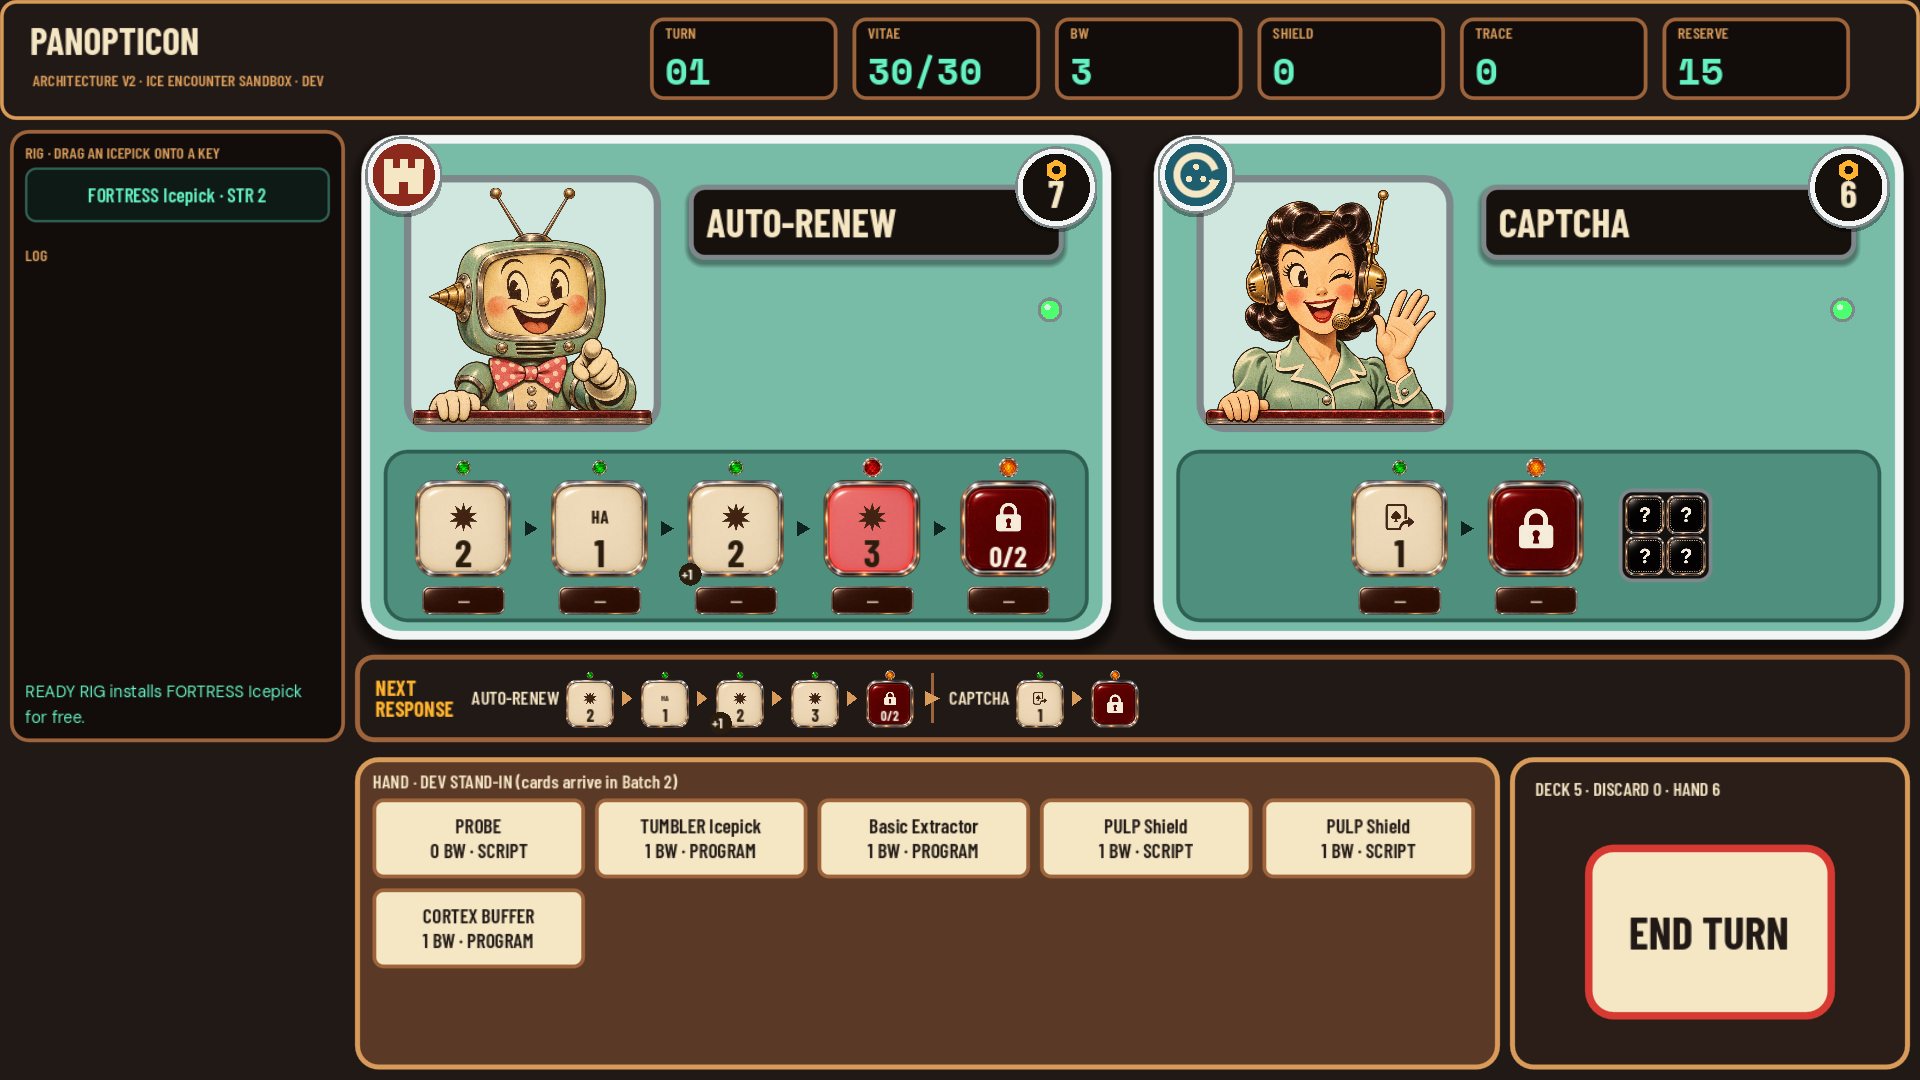 PANOPTICON
ARCHITECTURE V2 · ICE ENCOUNTER SANDBOX · DEV
TURN
01
VITAE
30/30
BW
3
SHIELD
0
TRACE
0
RESERVE
15
RIG · DRAG AN ICEPICK ONTO A KEY
FORTRESS Icepick · STR 2
LOG
READY RIG installs FORTRESS Icepick
for free.
7
AUTO-RENEW
2
HA
1
+1
2
3
0/2
–
–
–
–
–
6
CAPTCHA
1
? ?
? ?
–
–
NEXT
RESPONSE
AUTO-RENEW
2
HA
1
+1
2
3
0/2
CAPTCHA
1
HAND · DEV STAND-IN (cards arrive in Batch 2)
PROBE
0 BW · SCRIPT
TUMBLER Icepick
1 BW · PROGRAM
Basic Extractor
1 BW · PROGRAM
PULP Shield
1 BW · SCRIPT
PULP Shield
1 BW · SCRIPT
CORTEX BUFFER
1 BW · PROGRAM
DECK 5 · DISCARD 0 · HAND 6
END TURN